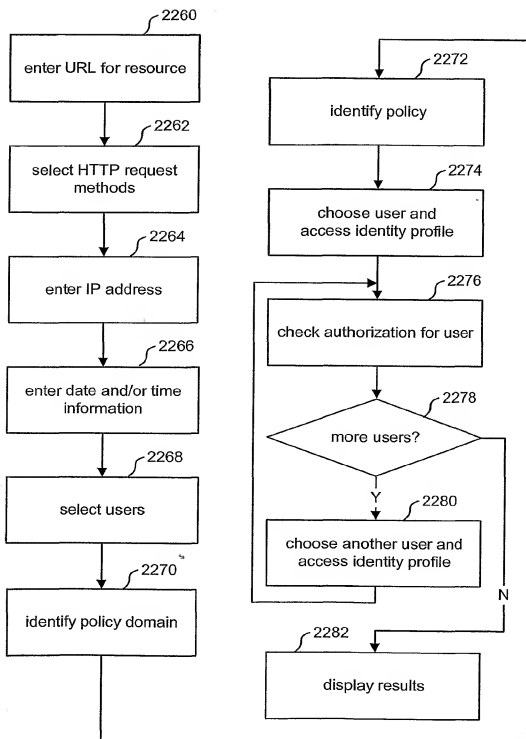 2260
enter URL for resource
2262
select HTTP request
methods
2264
enter IP address
2266
enter date and/or time
information
2268
select users
2270
identify policy domain
2272
identify policy
2274
choose user and
access identity profile
2276
check authorization for user
2278
more users?
Y
2280
choose another user and
access identity profile
N
2282
display results